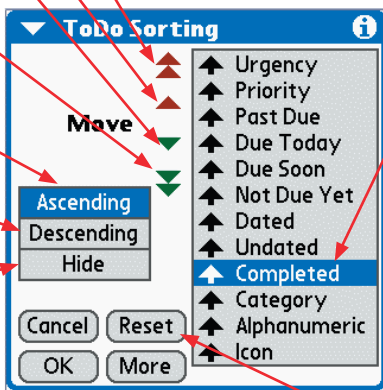 ToDo Sorting
Move
Ascending
Descending
Hide
Urgency
Priority
Past Due
Due Today
Due Soon
Not Due Yet
Dated
Undated
Completed
Category
Alphanumeric
Icon
Cancel
Reset
OK
More